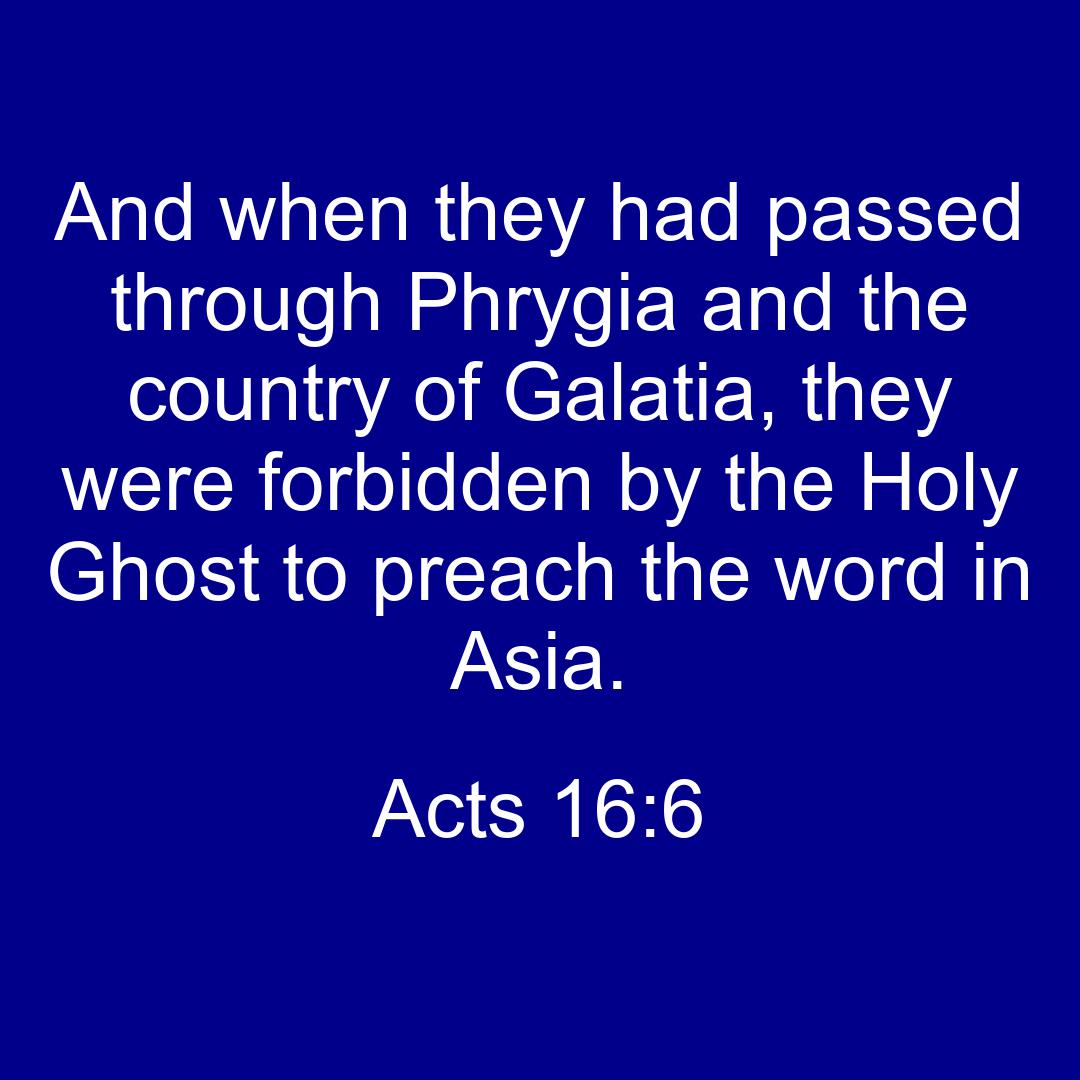 And when they had passed
through Phrygia and the
country of Galatia, they
were forbidden by the Holy
Ghost to preach the word in
Asia.
Acts 16:6